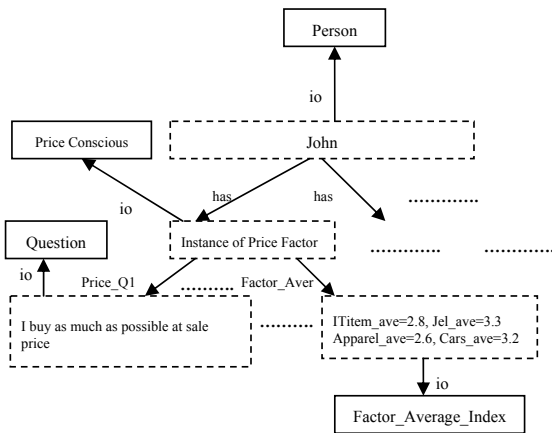 Person
io
Price Conscious
John
io
has
has
Question
Instance of Price Factor
io
Price_Q1
Factor_Aver
I buy as much as possible at sale
price
ITitem_ave=2.8, Jel_ave=3.3
Apparel_ave=2.6, Cars_ave=3.2
io
Factor_Average_Index